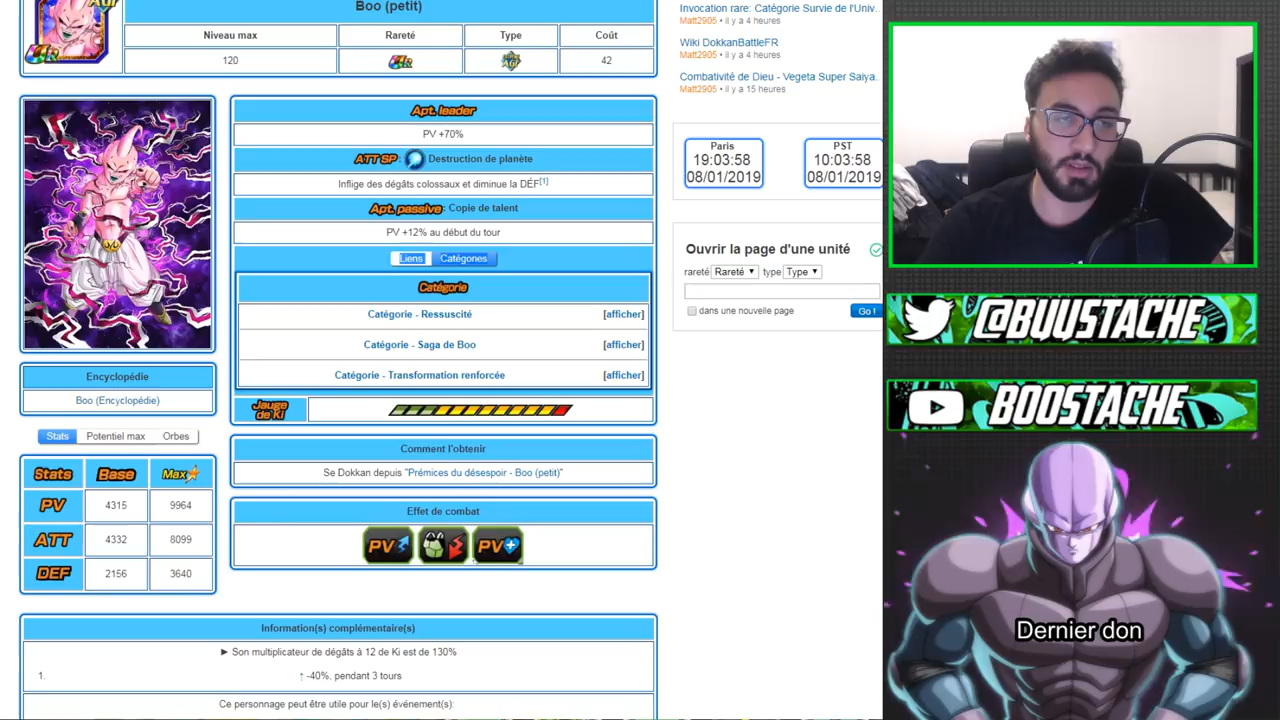 Agi
Boo (petit)
UR
Niveau max
Rareté
Type
Coût
120
UR
42
Apt. leader
PV +70%
ATT SP: Destruction de planète
Inflige des dégâts colossaux et diminue la DÉF[1]
Apt. passive: Copie de talent
PV +12% au début du tour
Liens
Catégories
Catégorie
Catégorie - Ressuscité
[afficher]
Catégorie - Saga de Boo
[afficher]
Catégorie - Transformation renforcée
[afficher]
Jauge de Ki
Encyclopédie
Boo (Encyclopédie)
Stats
Potentiel max
Orbes
Stats
Base
Max
PV
4315
9964
ATT
4332
8099
DEF
2156
3640
Comment l'obtenir
Se Dokkan depuis "Prémices du désespoir - Boo (petit)"
Effet de combat
PV
PV
Information(s) complémentaire(s)
► Son multiplicateur de dégâts à 12 de Ki est de 130%
1.
↑ -40%, pendant 3 tours
Ce personnage peut être utile pour le(s) événement(s):
Invocation rare: Catégorie Survie de l'Univ...
Matt2905 • il y a 4 heures
Wiki DokkanBattleFR
Matt2905 • il y a 4 heures
Combativité de Dieu - Vegeta Super Saiya...
Matt2905 • il y a 15 heures
Paris
19:03:58
08/01/2019
PST
10:03:58
08/01/2019
Ouvrir la page d'une unité
rareté Rareté type Type
dans une nouvelle page
Go !
@BUUSTACHE
BOOSTACHE
Dernier don